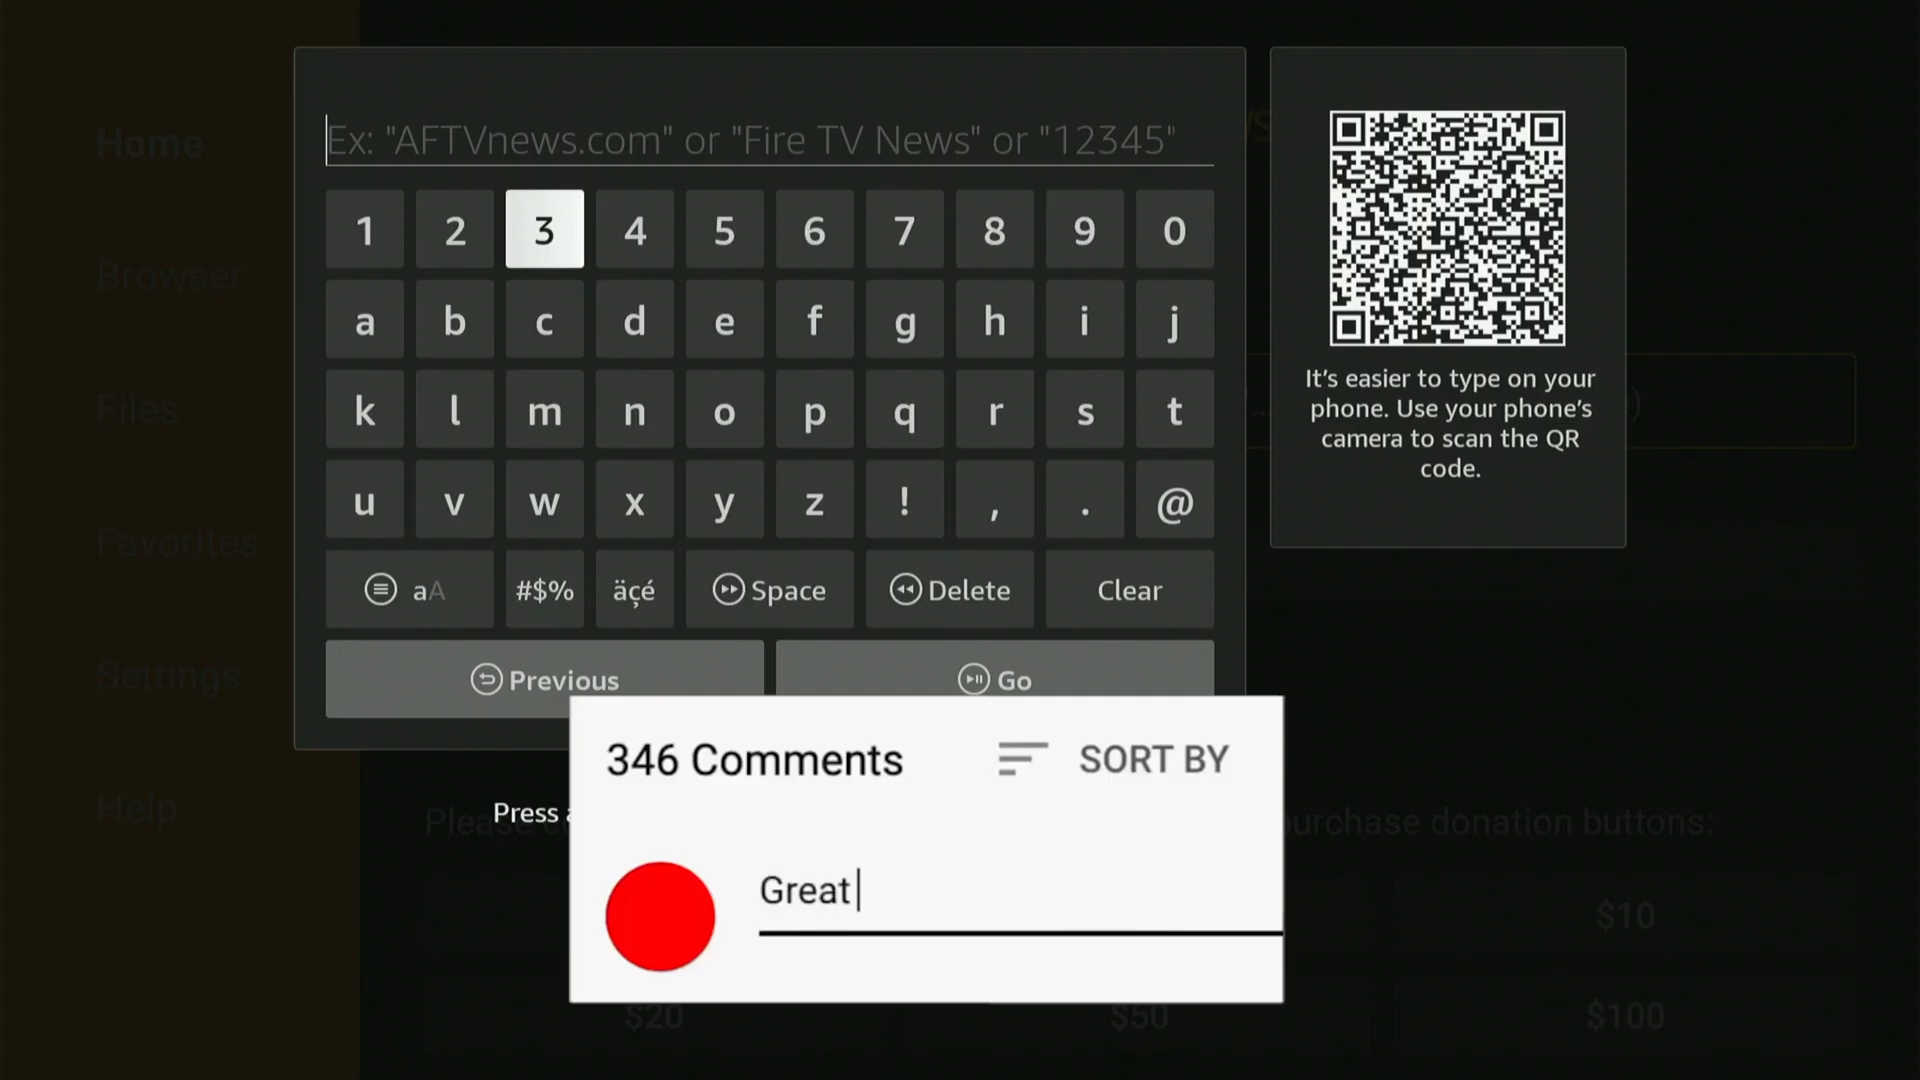 Home
Browser
Files
Favorites
Settings
Help
Ex: "AFTVnews.com" or "Fire TV News" or "12345"
1 2 3 4 5 6 7 8 9 0
a b c d e f g h i j
k l m n o p q r s t
u v w x y z ! , . @
aA #$% äçé Space Delete Clear
Previous Go
It's easier to type on your
phone. Use your phone's
camera to scan the QR
code.
346 Comments SORT BY
Press
Please purchase donation buttons:
Great
$10
$20 $50 $100